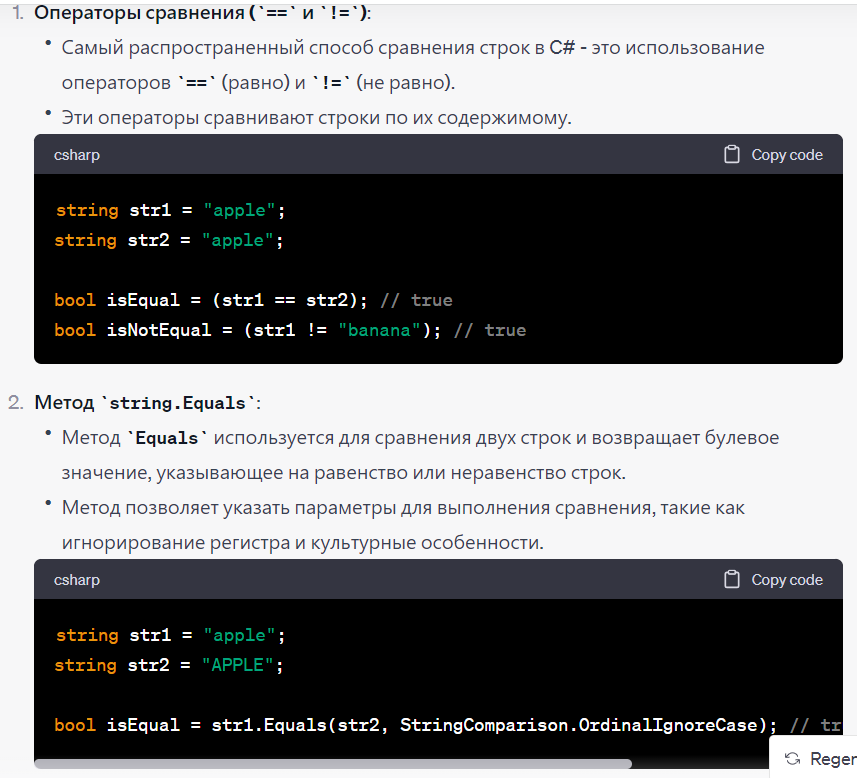 1. Операторы сравнения (`==` и `!=`):
• Самый распространенный способ сравнения строк в C# - это использование
операторов `==` (равно) и `!=` (не равно).
• Эти операторы сравнивают строки по их содержимому.
csharp Copy code
string str1 = "apple";
string str2 = "apple";
bool isEqual = (str1 == str2); // true
bool isNotEqual = (str1 != "banana"); // true
2. Метод `string.Equals`:
• Метод `Equals` используется для сравнения двух строк и возвращает булевое
значение, указывающее на равенство или неравенство строк.
• Метод позволяет указать параметры для выполнения сравнения, такие как
игнорирование регистра и культурные особенности.
csharp Copy code
string str1 = "apple";
string str2 = "APPLE";
bool isEqual = str1.Equals(str2, StringComparison.OrdinalIgnoreCase); // tr
Regen